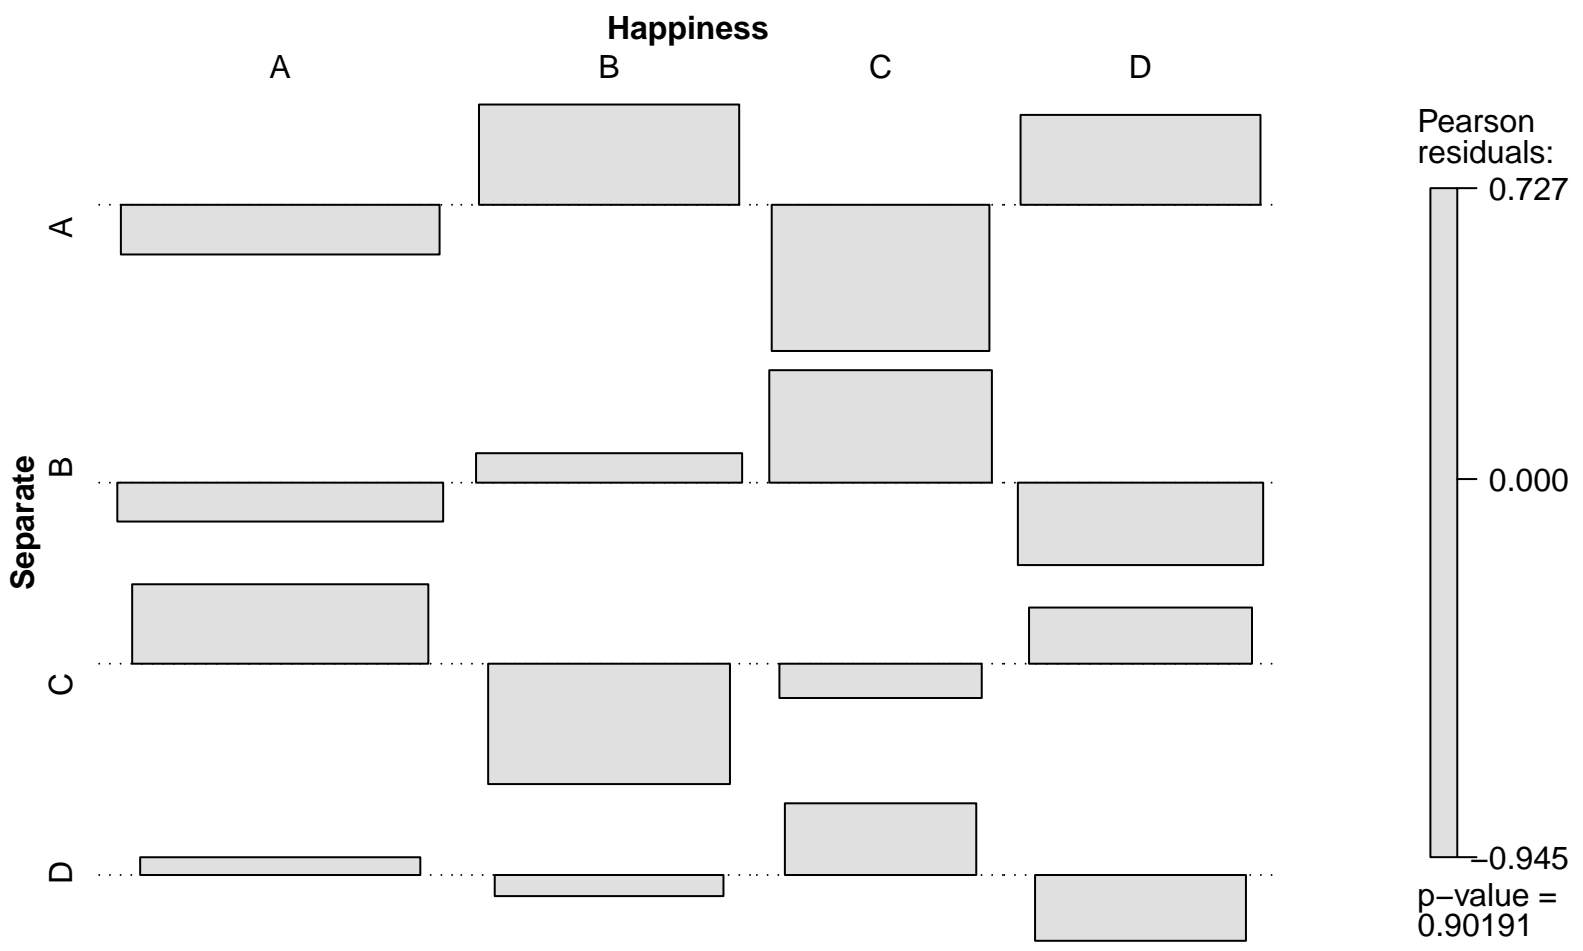 Happiness
A B C D
Separate
A
B
C
D
Pearson
residuals:
0.727
0.000
−0.945
p−value =
0.90191